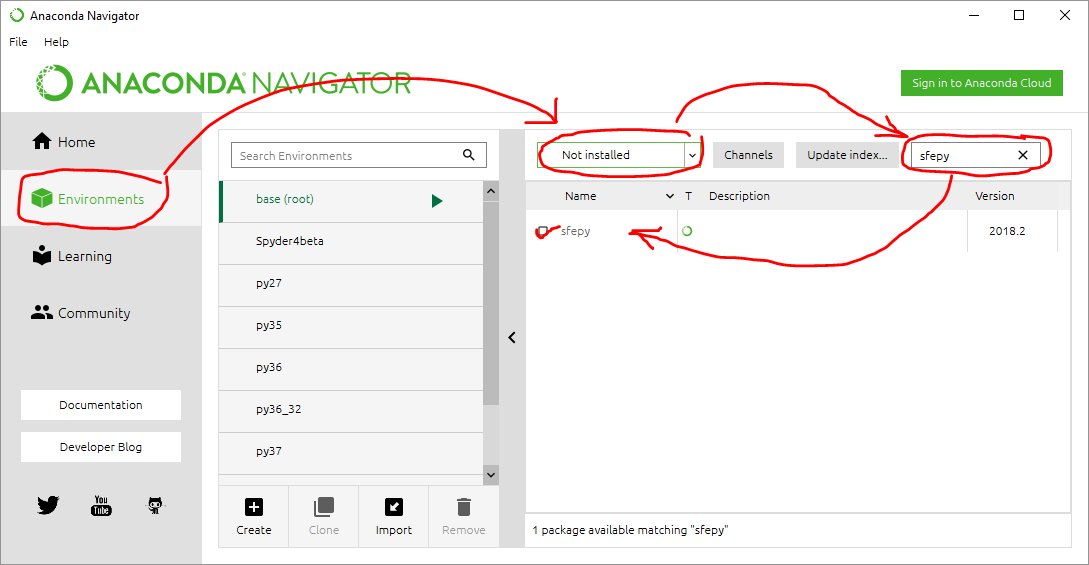 Anaconda Navigator
File Help
ANACONDA NAVIGATOR
Sign in to Anaconda Cloud
Home
Environments
Learning
Community
Documentation
Developer Blog
You
Tube
Search Environments
base (root)
Spyder4beta
py27
py35
py36
py36_32
py37
Create Clone Import Remove
Not installed Channels Update index... sfepy
Name T Description Version
sfepy 2018.2
1 package available matching "sfepy"